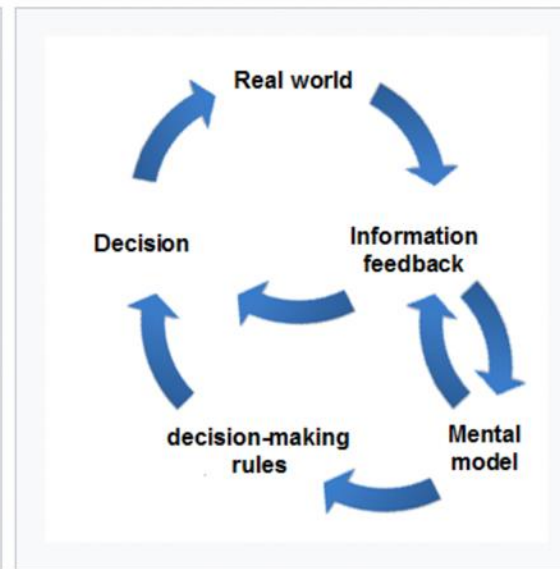 Real world
Decision
Information
feedback
decision-making
rules
Mental
model